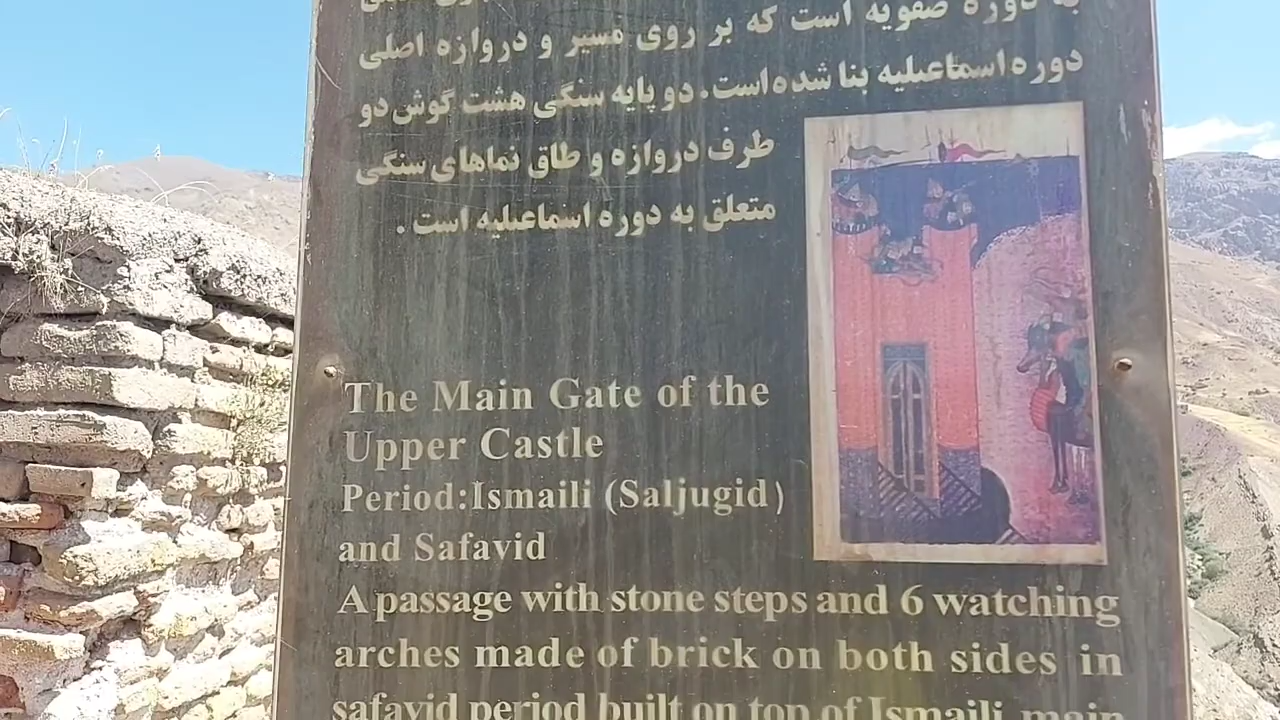 به دوره صفویه است که بر روی مسیر و دروازه اصلی
دوره اسماعیلیه بنا شده است. دو پایه سنگی هشت گوش دو
طرف دروازه و طاق نماهای سنگی
متعلق به دوره اسماعیلیه است.
The Main Gate of the
Upper Castle
Period:Ismaili (Saljugid)
and Safavid
A passage with stone steps and 6 watching
arches made of brick on both sides in
safavid period built on top of Ismaili main